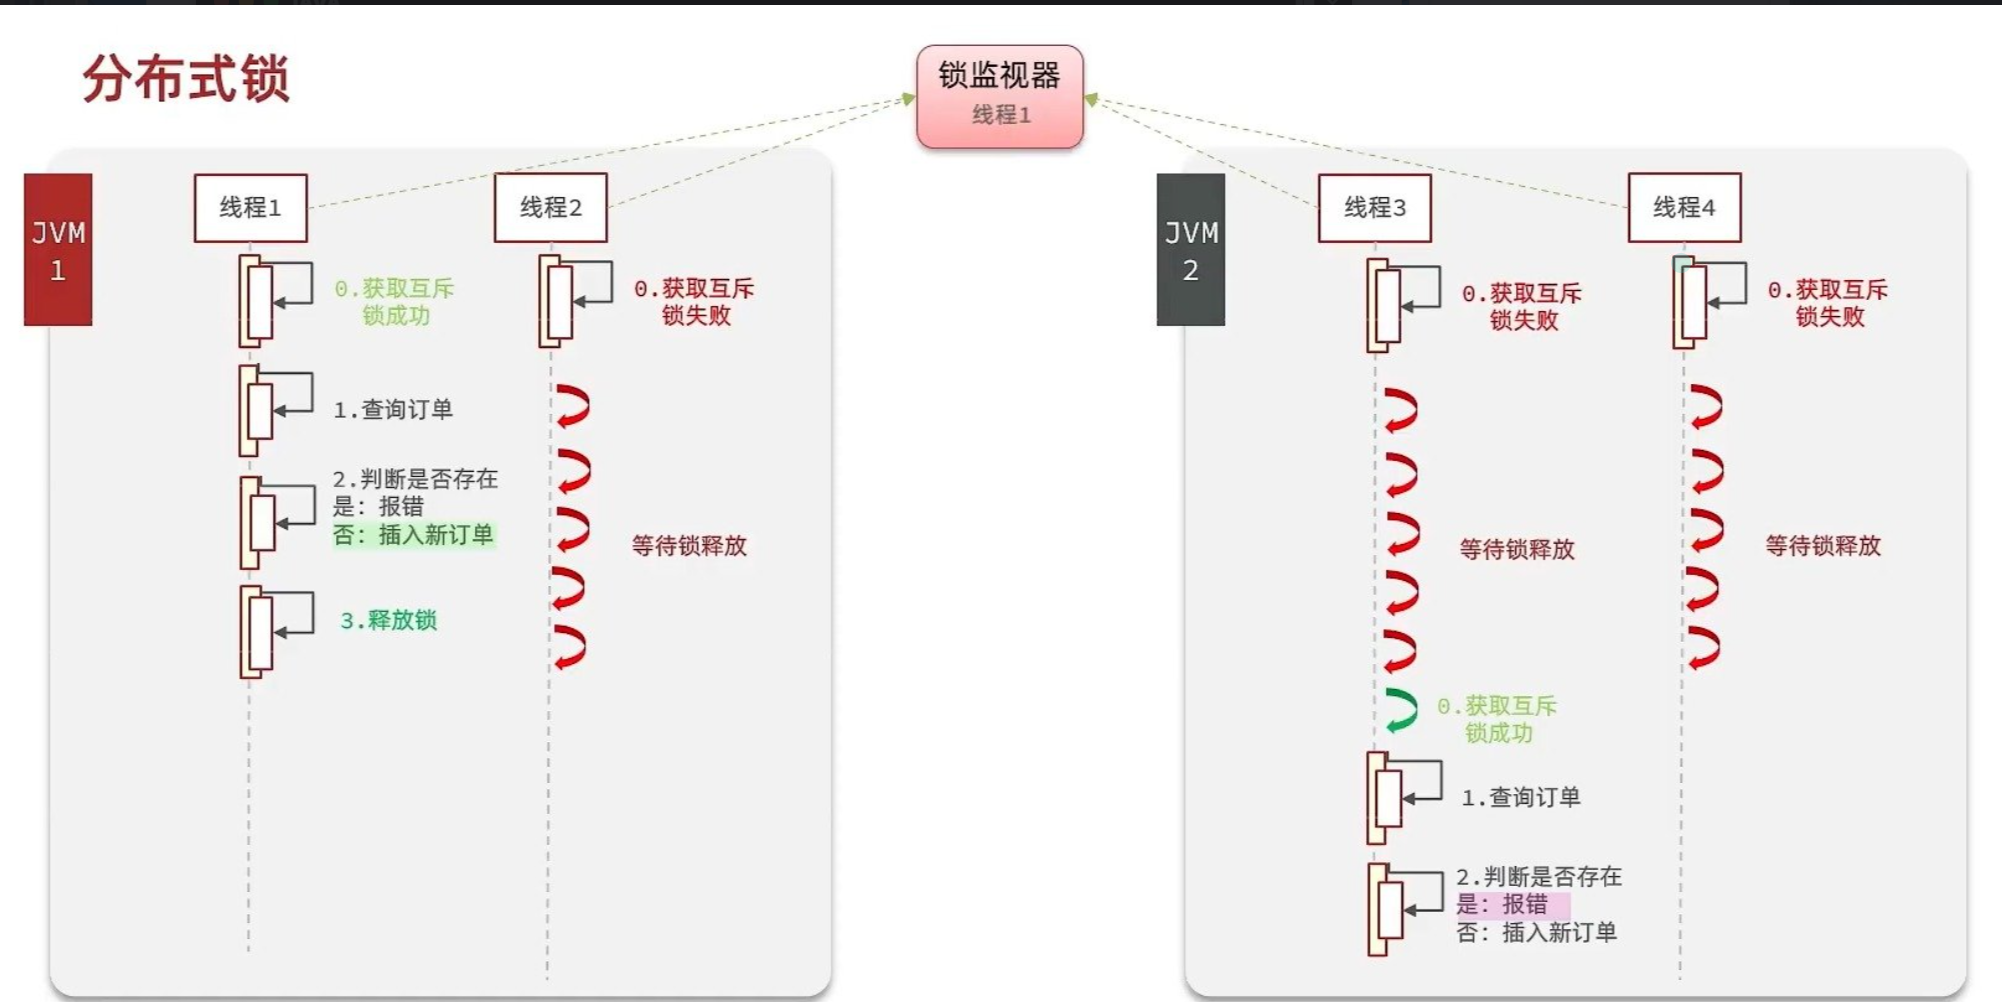 分布式锁
锁监视器
线程1
JVM
1
线程1
线程2
0.获取互斥
锁成功
0.获取互斥
锁失败
1.查询订单
2.判断是否存在
是：报错
否：插入新订单
等待锁释放
3.释放锁
JVM
2
线程3
线程4
0.获取互斥
锁失败
0.获取互斥
锁失败
等待锁释放
等待锁释放
0.获取互斥
锁成功
1.查询订单
2.判断是否存在
是：报错
否：插入新订单